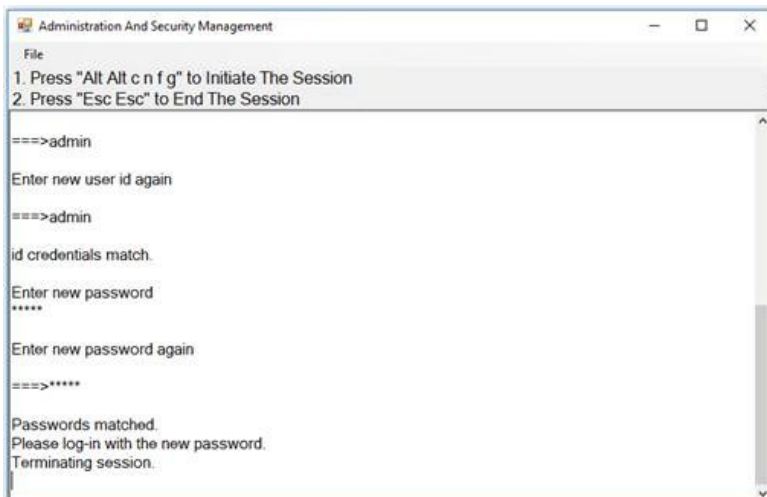 Administration And Security Management
File
1. Press "Alt Alt c n f g" to Initiate The Session
2. Press "Esc Esc" to End The Session
===>admin
Enter new user id again
===>admin
id credentials match.
Enter new password
*****
Enter new password again
===>*****
Passwords matched.
Please log-in with the new password.
Terminating session.